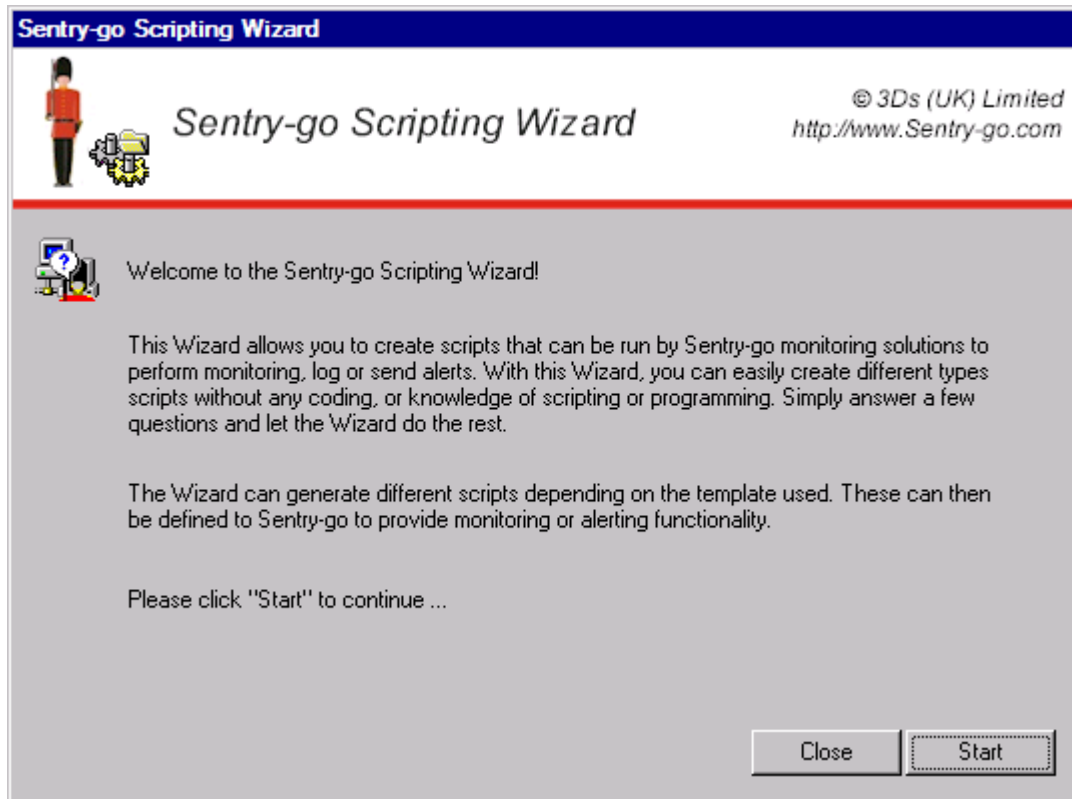 Sentry-go Scripting Wizard
Sentry-go Scripting Wizard
© 3Ds (UK) Limited
http://www.Sentry-go.com
?
Welcome to the Sentry-go Scripting Wizard!
This Wizard allows you to create scripts that can be run by Sentry-go monitoring solutions to
perform monitoring, log or send alerts. With this Wizard, you can easily create different types
scripts without any coding, or knowledge of scripting or programming. Simply answer a few
questions and let the Wizard do the rest.
The Wizard can generate different scripts depending on the template used. These can then
be defined to Sentry-go to provide monitoring or alerting functionality.
Please click "Start" to continue ...
Close
Start